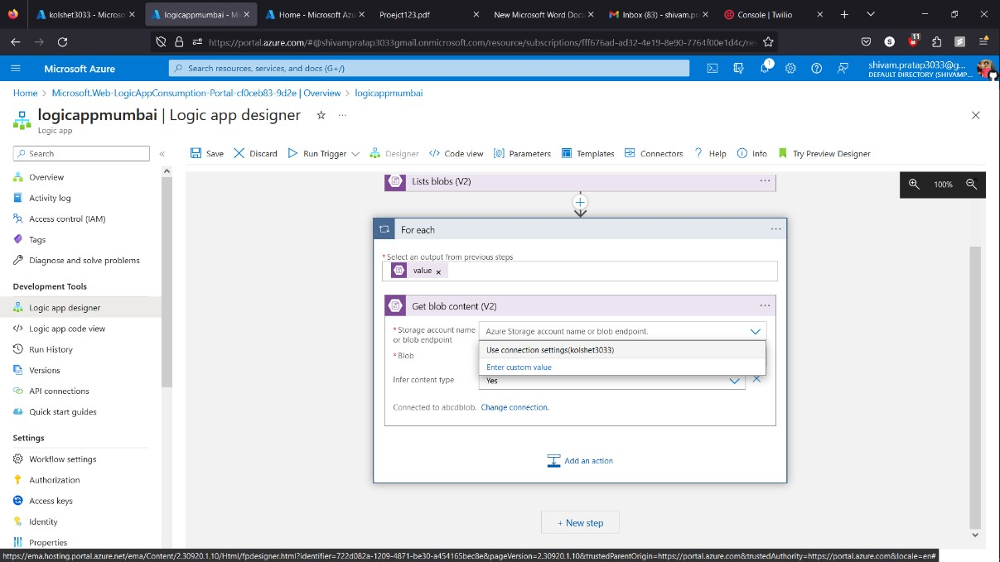 kolshet3033 - Microso
logicappmumbai - Mi
Home - Microsoft Az
Proejct123.pdf
New Microsoft Word Docu
Inbox (83) - shivam.pr
Console | Twilio
https://portal.azure.com/#@shivampratap3033gmail.onmicrosoft.com/resource/subscriptions/fff676ad-ad32-4e19-8e90-7764f00e1d4c/re
11
Microsoft Azure
Search resources, services, and docs (G+/)
1
shivam.pratap3033@g...
DEFAULT DIRECTORY (SHIVAMP...
Home > Microsoft.Web-LogicAppConsumption-Portal-cf0ceb83-9d2e | Overview > logicappmumbai
logicappmumbai | Logic app designer
Logic app
Search
Save Discard Run Trigger Designer Code view Parameters Templates Connectors Help Info Try Preview Designer
Overview
Activity log
Access control (IAM)
Tags
Diagnose and solve problems
Development Tools
Logic app designer
Logic app code view
Run History
Versions
API connections
Quick start guides
Settings
Workflow settings
Authorization
Access keys
Identity
Properties
Lists blobs (V2)
100%
For each
* Select an output from previous steps
value
Get blob content (V2)
* Storage account name or blob endpoint
Azure Storage account name or blob endpoint.
Use connection settings(kolshet3033)
* Blob
Enter custom value
Infer content type
Yes
Connected to abcdblob. Change connection.
Add an action
+ New step
https://ema.hosting.portal.azure.net/ema/Content/2.30920.1.10/Html/fpdesigner.html?identifier=722d082a-1209-4871-be30-a454165bec8e&pageVersion=2.30920.1.10&trustedParentOrigin=https://portal.azure.com&trustedAuthority=https://portal.azure.com&locale=en#